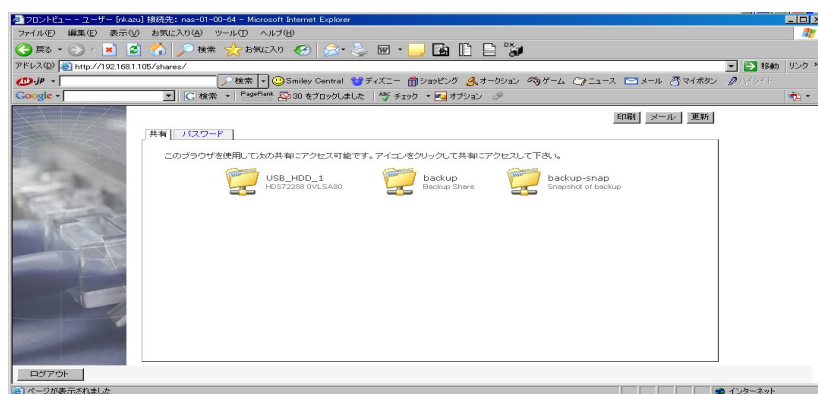 フロントビュー - ユーザー [nkazu] 接続先: nas-01-00-64 - Microsoft Internet Explorer
ファイル(F) 編集(E) 表示(V) お気に入り(A) ツール(T) ヘルプ(H)
戻る 検索 お気に入り
アドレス(D) http://192.168.1.105/shares/ 移動 リンク
検索 Smiley Central ディズニー ショッピング オークション ゲーム ニュース メール マイボタン ハイライト
Google 検索 PageRank 30 をブロックしました チェック オプション
印刷 メール 更新
共有 パスワード
このブラウザを使用して次の共有にアクセス可能です。アイコンをクリックして共有にアクセスして下さい。
USB_HDD_1 backup backup-snap
HDS72258 0VLSA80 Backup Share Snapshot of backup
ログアウト
ページが表示されました インターネット